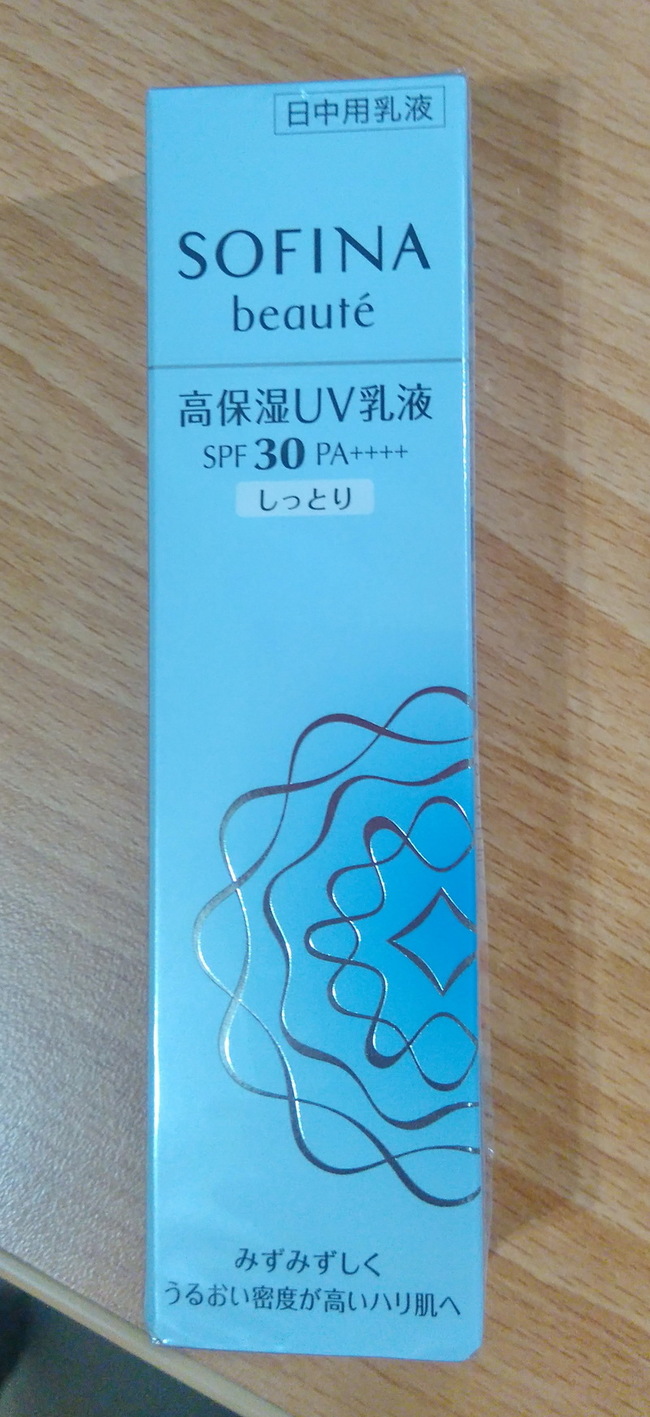 日中用乳液
SOFINA
beauté
高保湿UV乳液
SPF 30 PA++++
しっとり
みずみずしく
うるおい密度が高いハリ肌へ